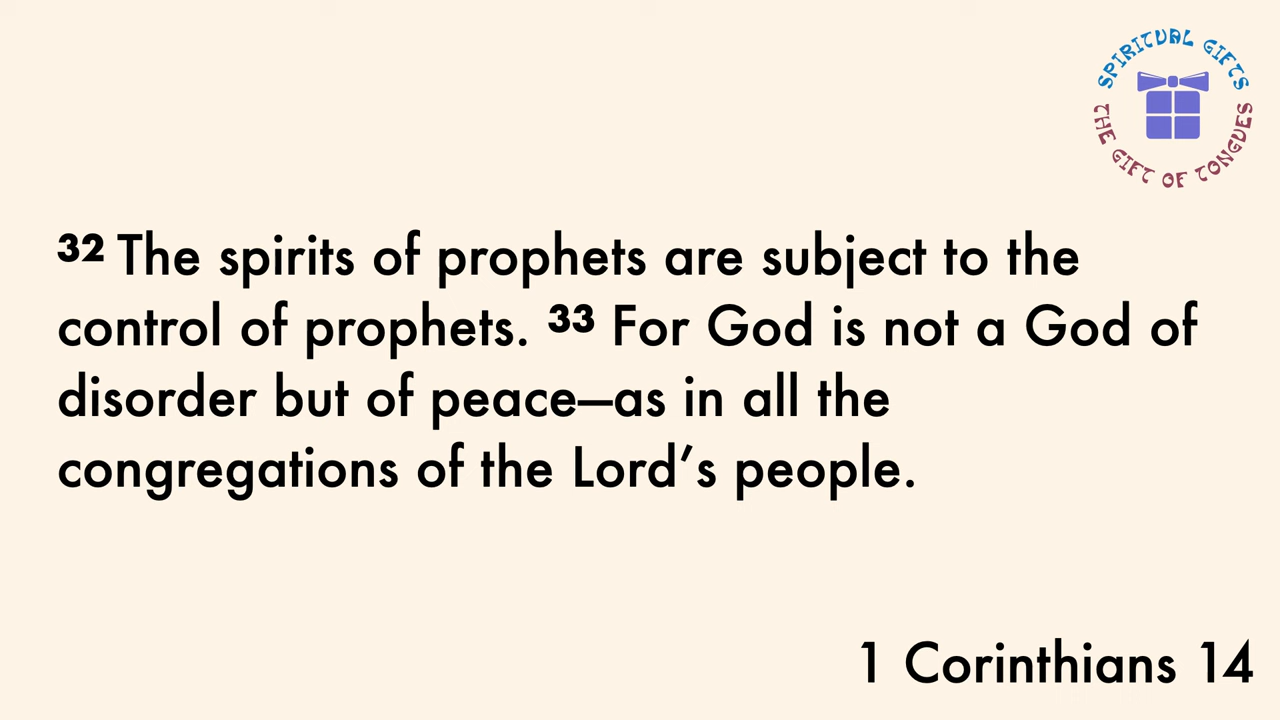 SPIRITUAL GIFTS
THE GIFT OF TONGUES
32 The spirits of prophets are subject to the
control of prophets. 33 For God is not a God of
disorder but of peace—as in all the
congregations of the Lord’s people.
1 Corinthians 14